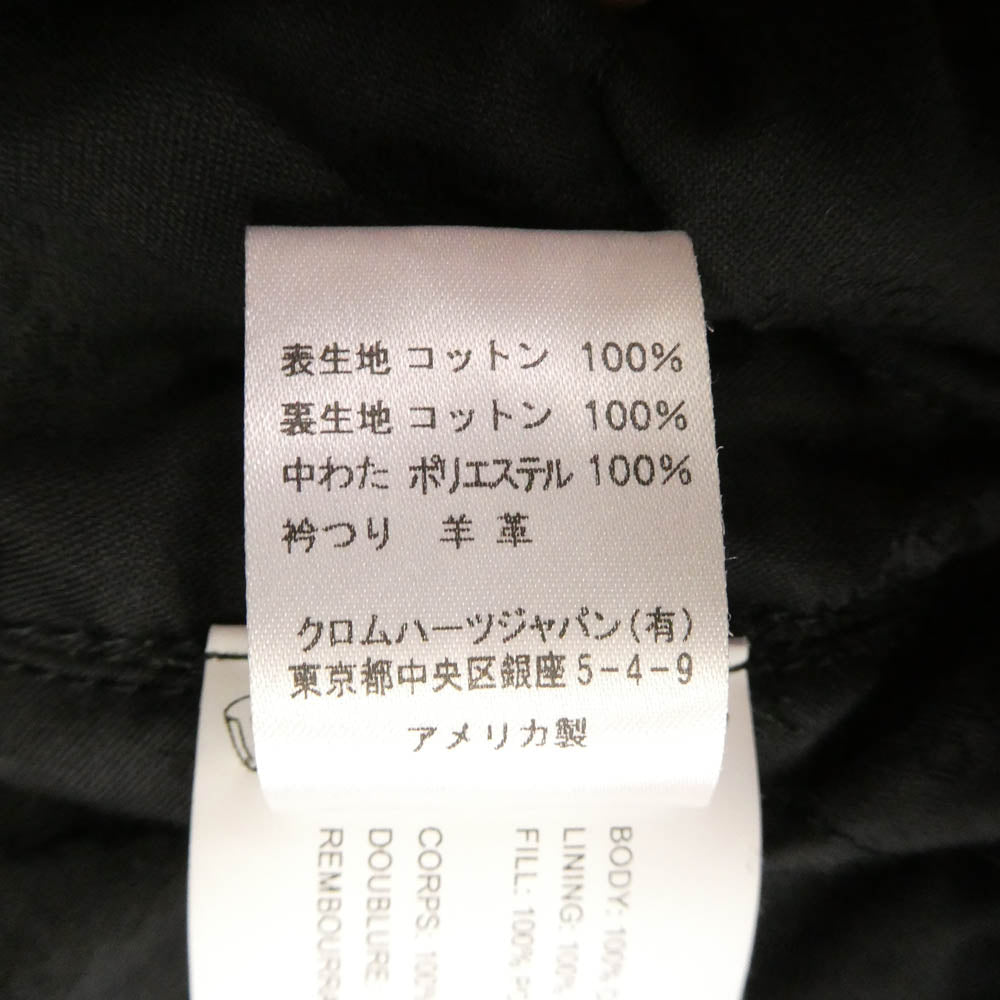 表生地 コットン 100%
裏生地 コットン 100%
中わた ポリエステル 100%
衿つり 羊革
クロムハーツジャパン(有)
東京都中央区銀座5-4-9
アメリカ製
BODY: 100%
LINING: 100%
FILL: 100%
CORPS: 100%
DOUBLURE